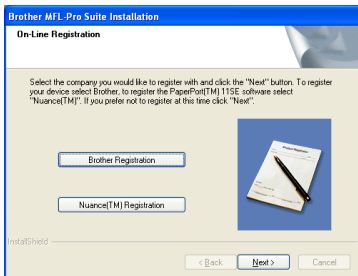 Brother MFL-Pro Suite Installation
On-Line Registration
Select the company you would like to register with and click the "Next" button. To register
your device select Brother, to register the PaperPort(TM) 11SE software select
"Nuance(TM)". If you prefer not to register at this time click "Next".
Product Registration
Brother Registration
Nuance(TM) Registration
InstallShield
< Back
Next >
Cancel